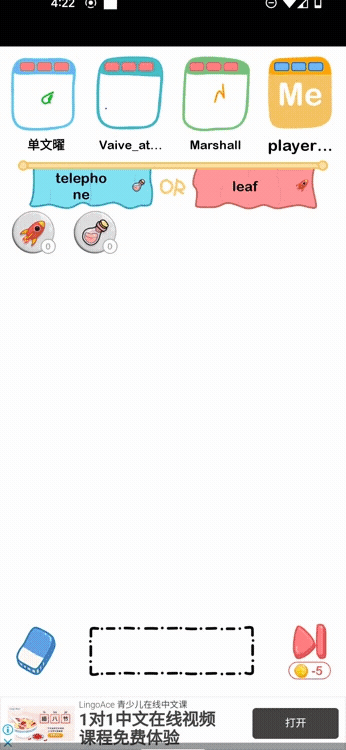 4:22
Me
单文曜
Vaive_at...
Marshall
player...
telepho
ne
OR
leaf
0
0
-5
LingoAce 青少儿在线中文课
1对1中文在线视频
课程免费体验
打开